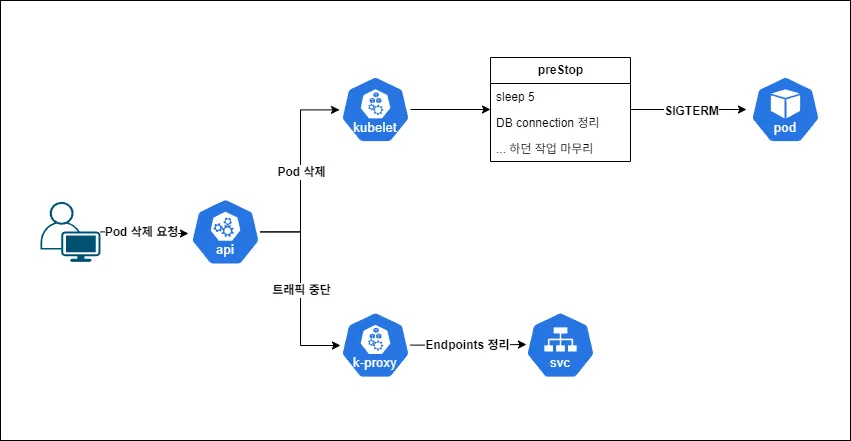 preStop
sleep 5
DB connection 정리
... 하던 작업 마무리
kubelet
SIGTERM
pod
Pod 삭제
Pod 삭제 요청
api
트래픽 중단
k-proxy
Endpoints 정리
svc